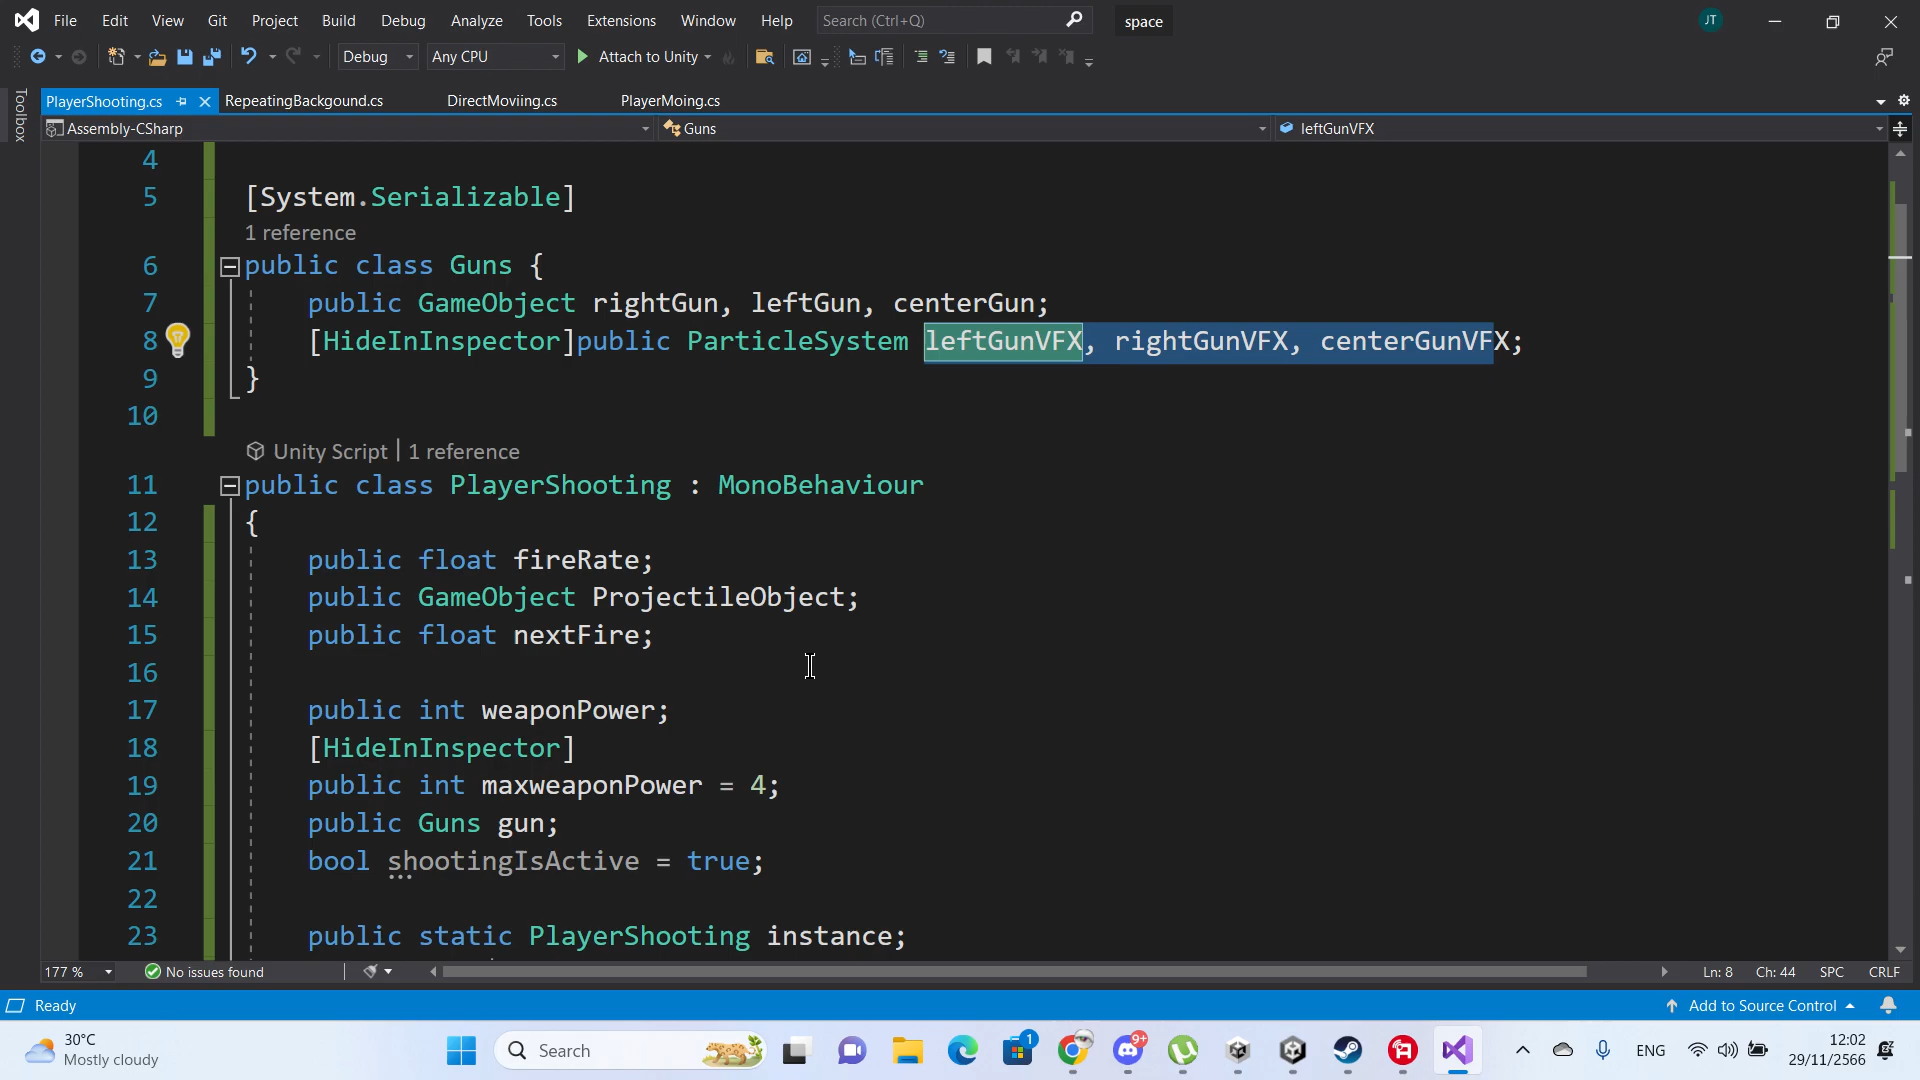 File Edit View Git Project Build Debug Analyze Tools Extensions Window Help Search (Ctrl+Q) space JT
Debug Any CPU Attach to Unity
Toolbox
PlayerShooting.cs RepeatingBackgound.cs DirectMoviing.cs PlayerMoing.cs
Assembly-CSharp Guns leftGunVFX
4
5 [System.Serializable]
1 reference
6 public class Guns {
7 public GameObject rightGun, leftGun, centerGun;
8 [HideInInspector]public ParticleSystem leftGunVFX, rightGunVFX, centerGunVFX;
9 }
10
Unity Script | 1 reference
11 public class PlayerShooting : MonoBehaviour
12 {
13 public float fireRate;
14 public GameObject ProjectileObject;
15 public float nextFire;
16
17 public int weaponPower;
18 [HideInInspector]
19 public int maxweaponPower = 4;
20 public Guns gun;
21 bool shootingIsActive = true;
22
23 public static PlayerShooting instance;
177 % No issues found Ln: 8 Ch: 44 SPC CRLF
Ready Add to Source Control
30°C
Mostly cloudy
Search 1 9+ ENG
12:02
29/11/2566